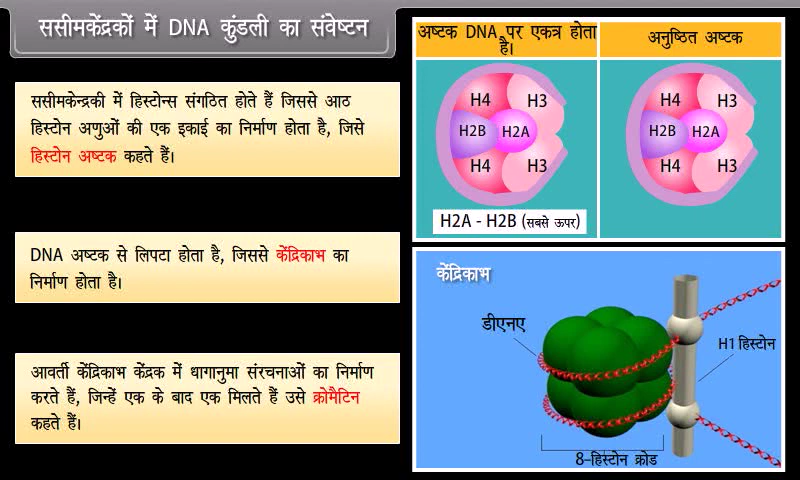 ससीमकेंद्रकों में DNA कुंडली का संवेष्टन
ससीमकेन्द्रकी में हिस्टोन्स संगठित होते हैं जिससे आठ
हिस्टोन अणुओं की एक इकाई का निर्माण होता है, जिसे
हिस्टोन अष्टक कहते हैं।
DNA अष्टक से लिपटा होता है, जिससे केंद्रिकाभ का
निर्माण होता है।
आवर्ती केंद्रिकाभ केंद्रक में धागानुमा संरचनाओं का निर्माण
करते हैं, जिन्हें एक के बाद एक मिलते हैं उसे क्रोमैटिन
कहते हैं।
अष्टक DNA पर एकत्र होता
है।
H4 H3
H2B H2A
H4 H3
H2A - H2B (सबसे ऊपर)
अनुष्ठित अष्टक
H4 H3
H2B H2A
H4 H3
केंद्रिकाभ
डीएनए
H1 हिस्टोन
8-हिस्टोन क्रोड